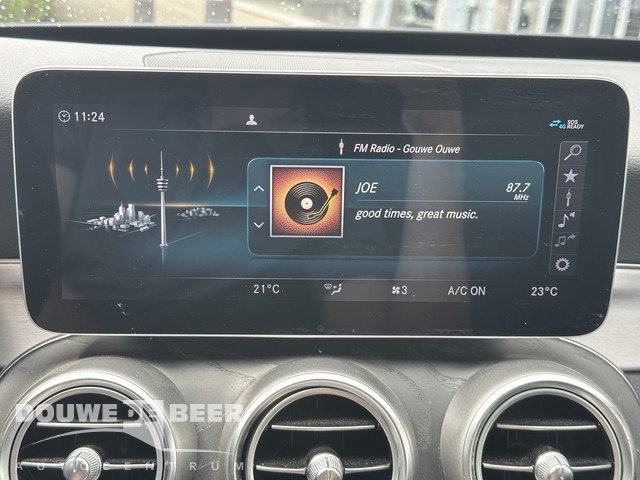 11:24
4G SOS READY
FM Radio - Gouwe Ouwe
JOE 87.7
MHz
good times, great music.
21°C 3 A/C ON 23°C
DOUWE DE BEER
AUTOCENTRUM